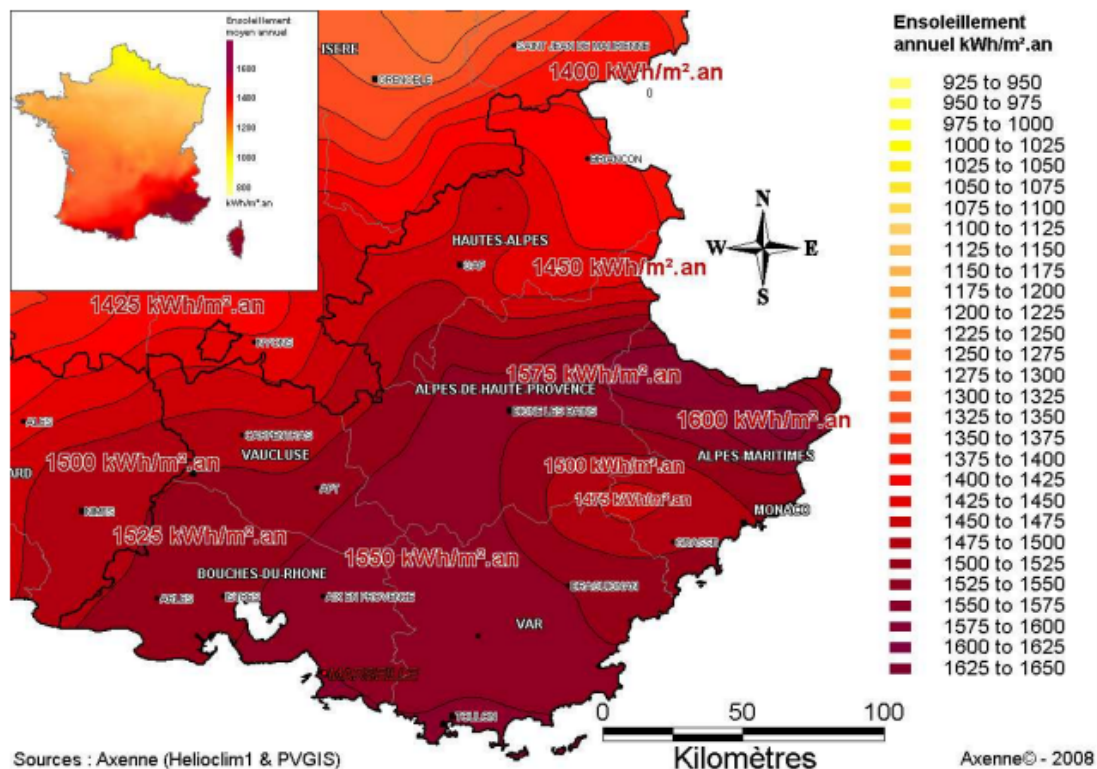 Ensoleillement
moyen annuel
1600
1400
1200
1000
800
kWh/m².an
ISERE
SAINT JEAN DE MAURIENNE
GRENOBLE
1400 kWh/m².an
0
BRIANCON
HAUTES-ALPES
GAP
1450 kWh/m².an
N
W
E
S
1425 kWh/m².an
NYONS
1575 kWh/m².an
ALPES-DE-HAUTE-PROVENCE
DIGNE LES BAINS
1600 kWh/m².an
ALES
CARPENTRAS
VAUCLUSE
ALPES-MARITIMES
1500 kWh/m².an
1500 kWh/m².an
ARD
APT
1475 kWh/m².an
NIMES
MONACO
1525 kWh/m².an
1550 kWh/m².an
GRASSE
BOUCHES-DU-RHONE
DRAGUIGNAN
ARLES
ISTRES
AIX EN PROVENCE
VAR
MARSEILLE
TOULON
0
50
100
Kilomètres
Sources : Axenne (Helioclim1 & PVGIS)
Axenne© - 2008
Ensoleillement
annuel kWh/m².an
925 to 950
950 to 975
975 to 1000
1000 to 1025
1025 to 1050
1050 to 1075
1075 to 1100
1100 to 1125
1125 to 1150
1150 to 1175
1175 to 1200
1200 to 1225
1225 to 1250
1250 to 1275
1275 to 1300
1300 to 1325
1325 to 1350
1350 to 1375
1375 to 1400
1400 to 1425
1425 to 1450
1450 to 1475
1475 to 1500
1500 to 1525
1525 to 1550
1550 to 1575
1575 to 1600
1600 to 1625
1625 to 1650